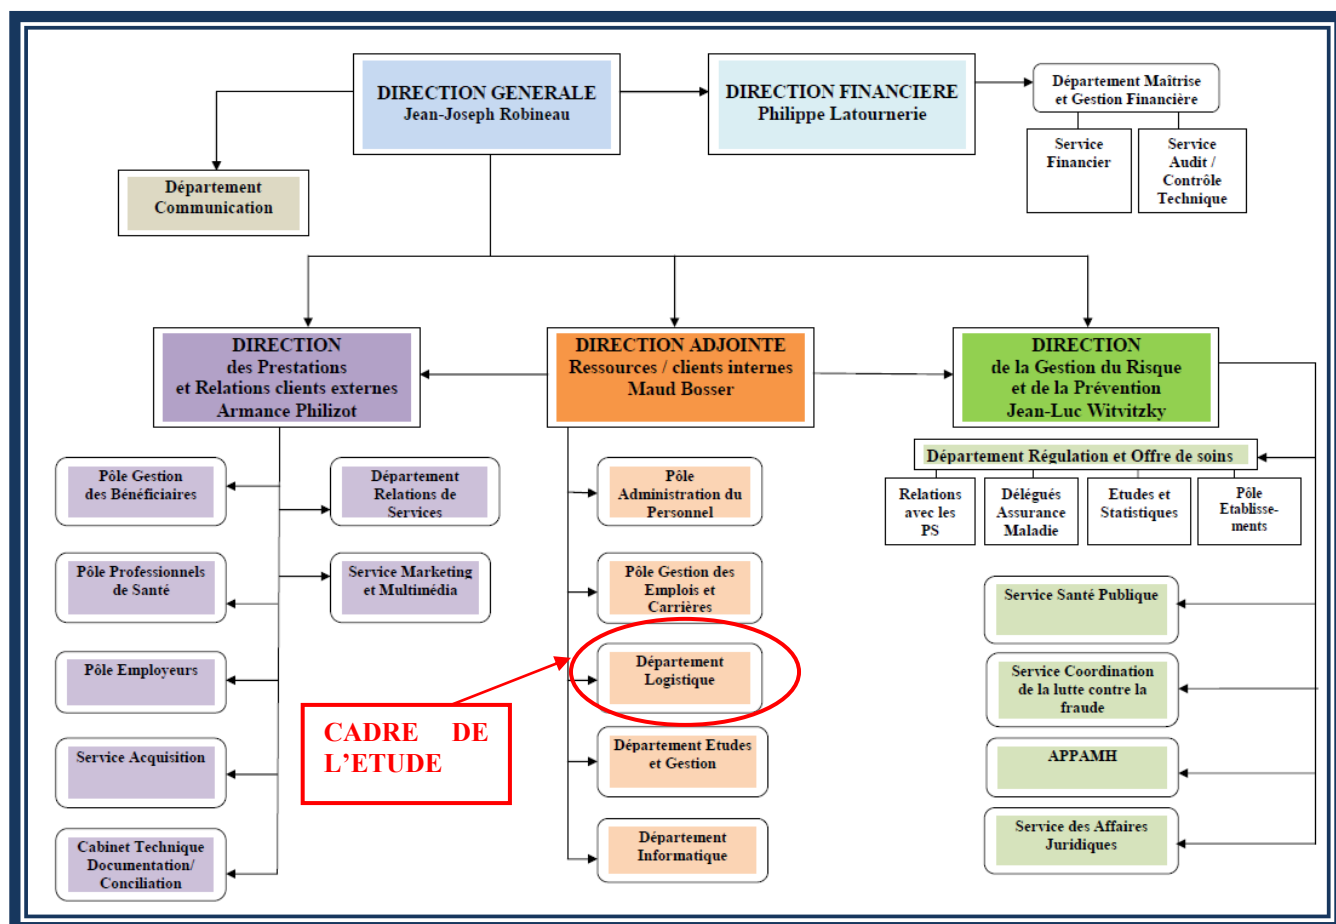 DIRECTION GENERALE
Jean-Joseph Robineau
DIRECTION FINANCIERE
Philippe Latournerie
Département Maîtrise
et Gestion Financière
Service
Financier
Service
Audit /
Contrôle
Technique
Département
Communication
DIRECTION
des Prestations
et Relations clients externes
Armance Philizot
DIRECTION ADJOINTE
Ressources / clients internes
Maud Bosser
DIRECTION
de la Gestion du Risque
et de la Prévention
Jean-Luc Witvitzky
Pôle Gestion
des Bénéficiaires
Pôle Professionnels
de Santé
Pôle Employeurs
Service Acquisition
Cabinet Technique
Documentation/
Conciliation
Département
Relations de
Services
Service Marketing
et Multimédia
Pôle
Administration du
Personnel
Pôle Gestion des
Emplois et
Carrières
Département
Logistique
Département Etudes
et Gestion
Département
Informatique
CADRE DE
L'ETUDE
Département Régulation et Offre de soins
Relations
avec les
PS
Délégués
Assurance
Maladie
Etudes et
Statistiques
Pôle
Etablisse-
ments
Service Santé Publique
Service Coordination
de la lutte contre la
fraude
APPAMH
Service des Affaires
Juridiques